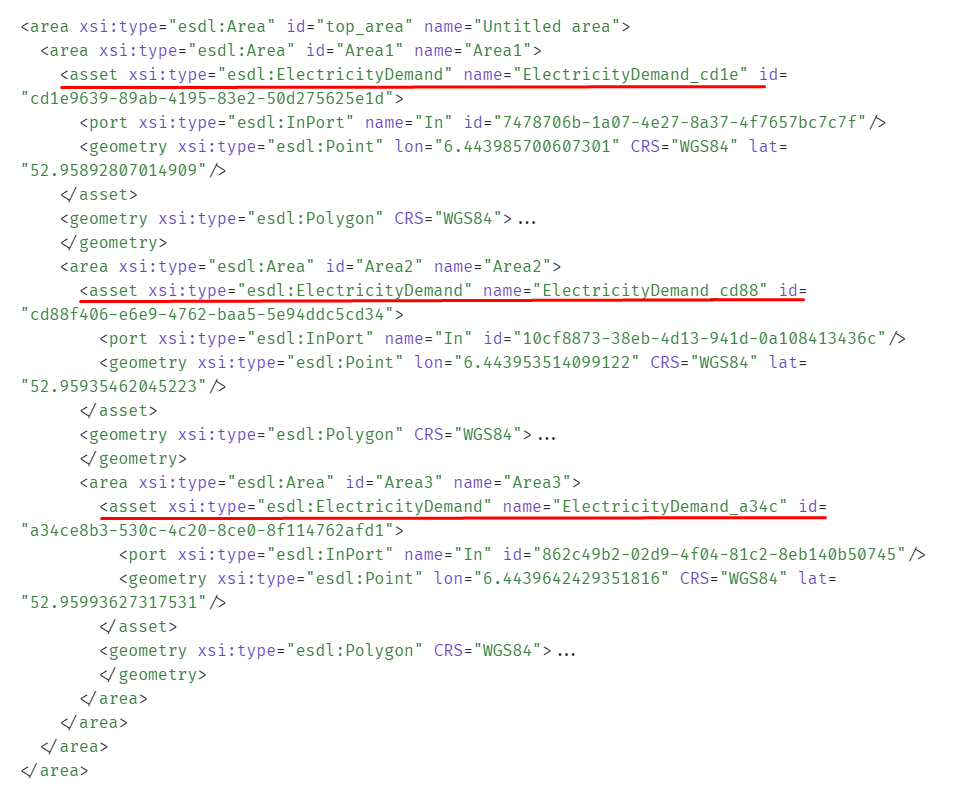 <area xsi:type="esdl:Area" id="top_area" name="Untitled area">
<area xsi:type="esdl:Area" id="Area1" name="Area1">
<asset xsi:type="esdl:ElectricityDemand" name="ElectricityDemand_cd1e" id=
"cd1e9639-89ab-4195-83e2-50d275625e1d">
<port xsi:type="esdl:InPort" name="In" id="7478706b-1a07-4e27-8a37-4f7657bc7c7f"/>
<geometry xsi:type="esdl:Point" lon="6.443985700607301" CRS="WGS84" lat=
"52.95892807014909"/>
</asset>
<geometry xsi:type="esdl:Polygon" CRS="WGS84">...
</geometry>
<area xsi:type="esdl:Area" id="Area2" name="Area2">
<asset xsi:type="esdl:ElectricityDemand" name="ElectricityDemand_cd88" id=
"cd88f406-e6e9-4762-baa5-5e94ddc5cd34">
<port xsi:type="esdl:InPort" name="In" id="10cf8873-38eb-4d13-941d-0a108413436c"/>
<geometry xsi:type="esdl:Point" lon="6.443953514099122" CRS="WGS84" lat=
"52.95935462045223"/>
</asset>
<geometry xsi:type="esdl:Polygon" CRS="WGS84">...
</geometry>
<area xsi:type="esdl:Area" id="Area3" name="Area3">
<asset xsi:type="esdl:ElectricityDemand" name="ElectricityDemand_a34c" id=
"a34ce8b3-530c-4c20-8ce0-8f114762afd1">
<port xsi:type="esdl:InPort" name="In" id="862c49b2-02d9-4f04-81c2-8eb140b50745"/>
<geometry xsi:type="esdl:Point" lon="6.4439642429351816" CRS="WGS84" lat=
"52.95993627317531"/>
</asset>
<geometry xsi:type="esdl:Polygon" CRS="WGS84">...
</geometry>
</area>
</area>
</area>
</area>